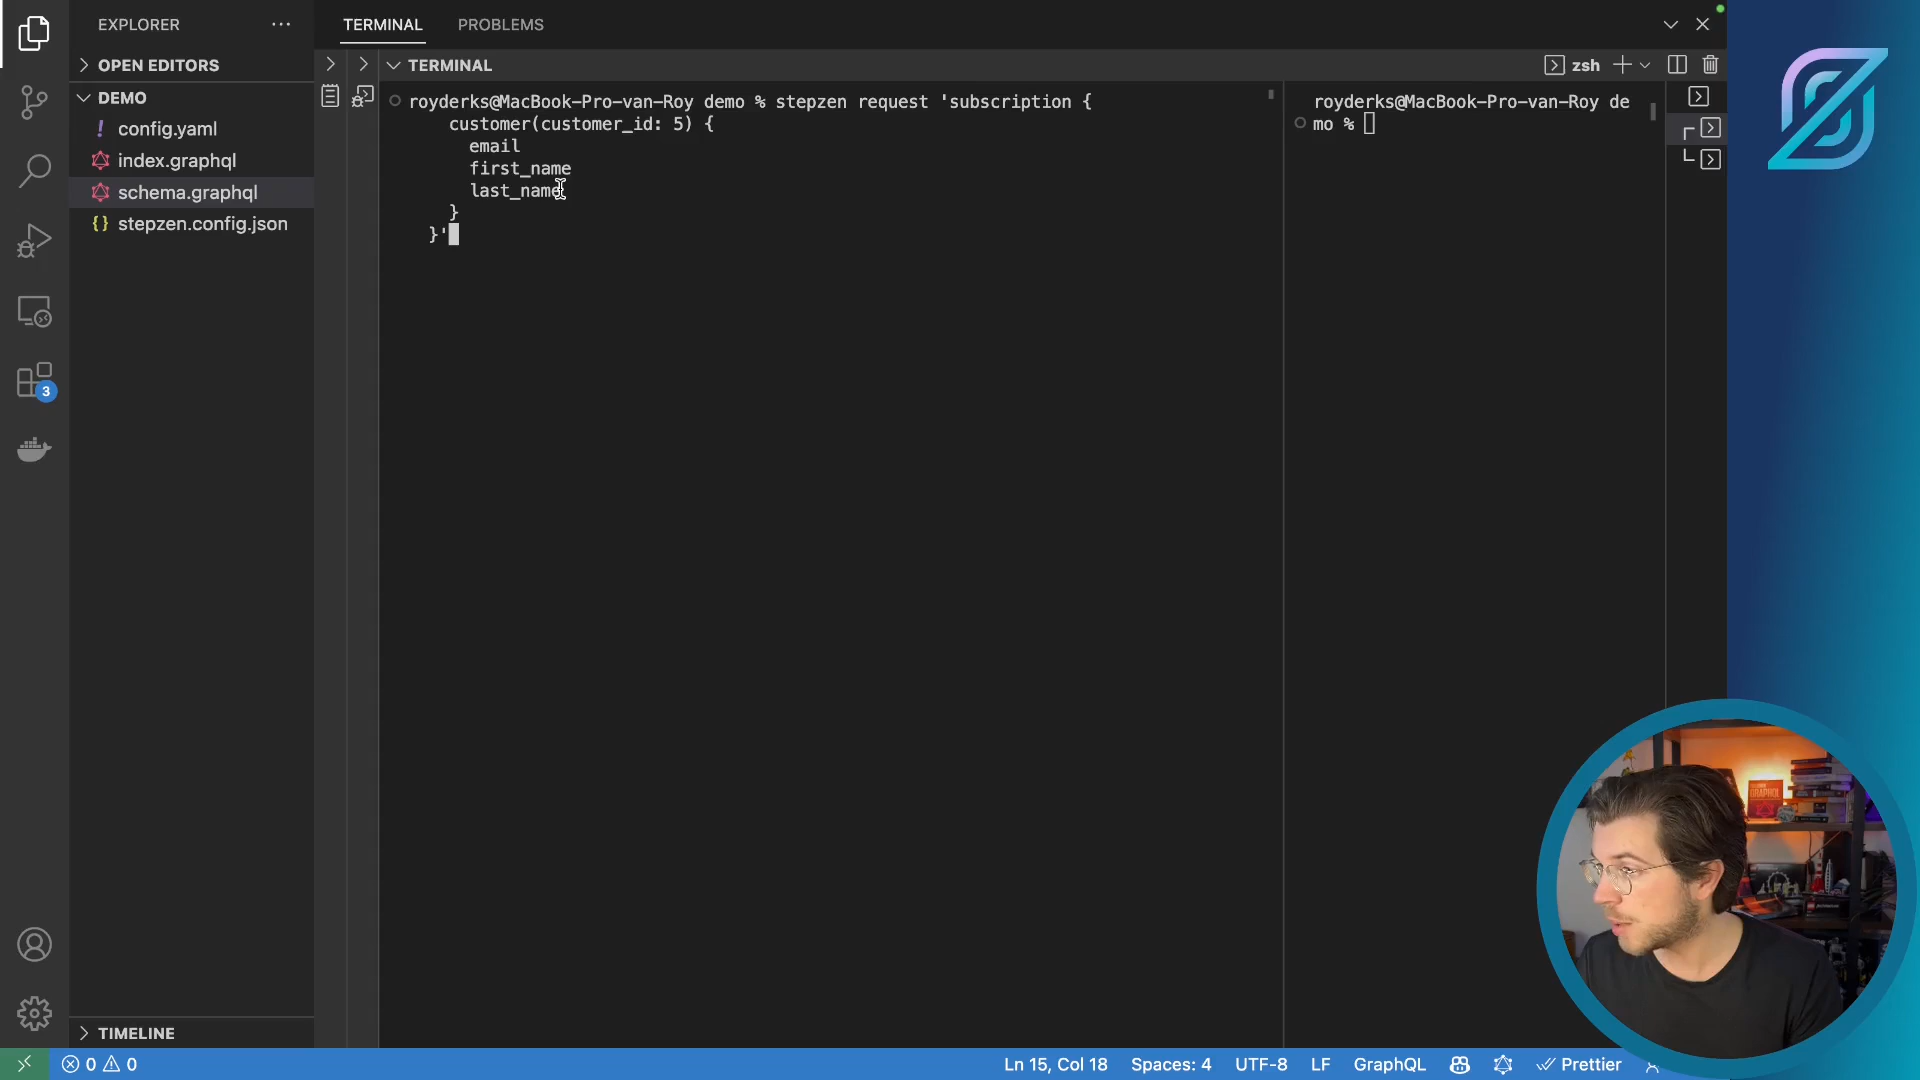 EXPLORER
OPEN EDITORS
DEMO
config.yaml
index.graphql
schema.graphql
{} stepzen.config.json
3
TIMELINE
TERMINAL
PROBLEMS
TERMINAL
zsh
royderks@MacBook-Pro-van-Roy demo % stepzen request 'subscription {
customer(customer_id: 5) {
email
first_name
last_name
}
}'
royderks@MacBook-Pro-van-Roy de
mo %
0 0
Ln 15, Col 18
Spaces: 4
UTF-8
LF
GraphQL
Prettier